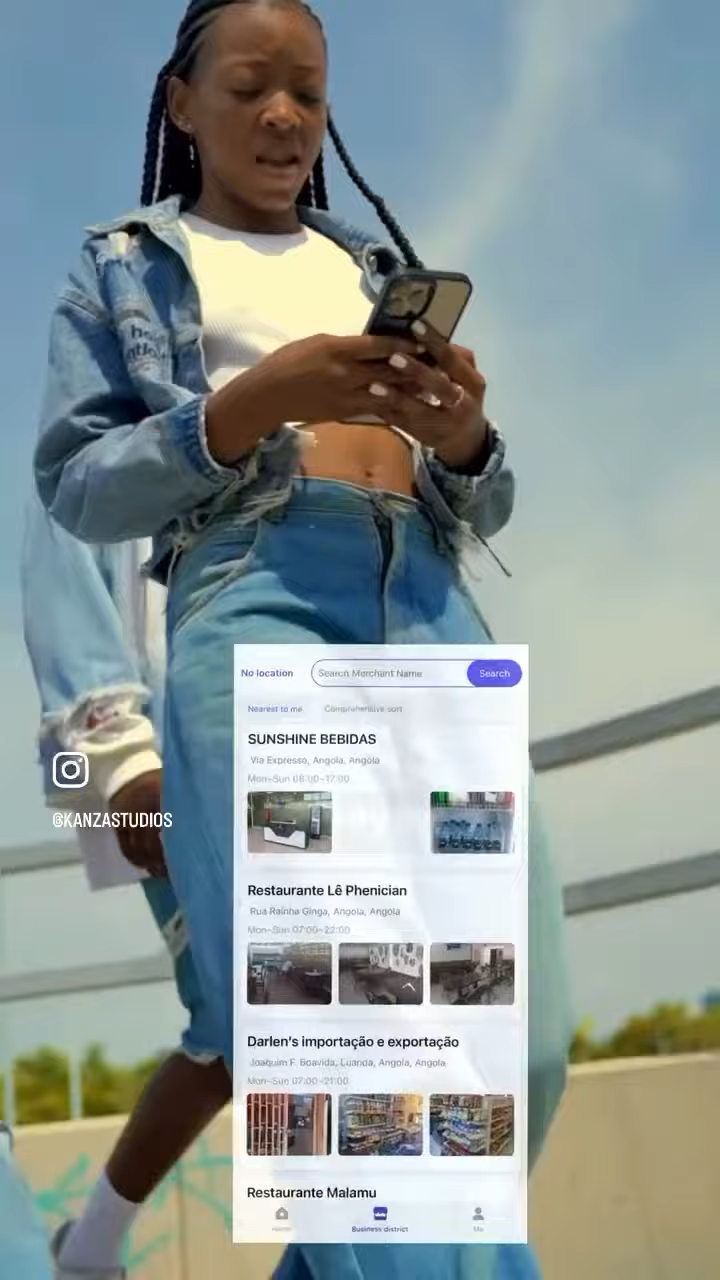 No location
Search Merchant Name
Search
Nearest to me
Comprehensive sort
SUNSHINE BEBIDAS
Via Expresso, Angola, Angola
Mon~Sun 08:00~17:00
@KANZASTUDIOS
Restaurante Lê Phenician
Rua Rainha Ginga, Angola, Angola
Mon~Sun 07:00~22:00
Darlen's importação e exportação
Joaquim F. Boavida, Luanda, Angola, Angola
Mon~Sun 07:00~21:00
Restaurante Malamu
Home
Business district
Me